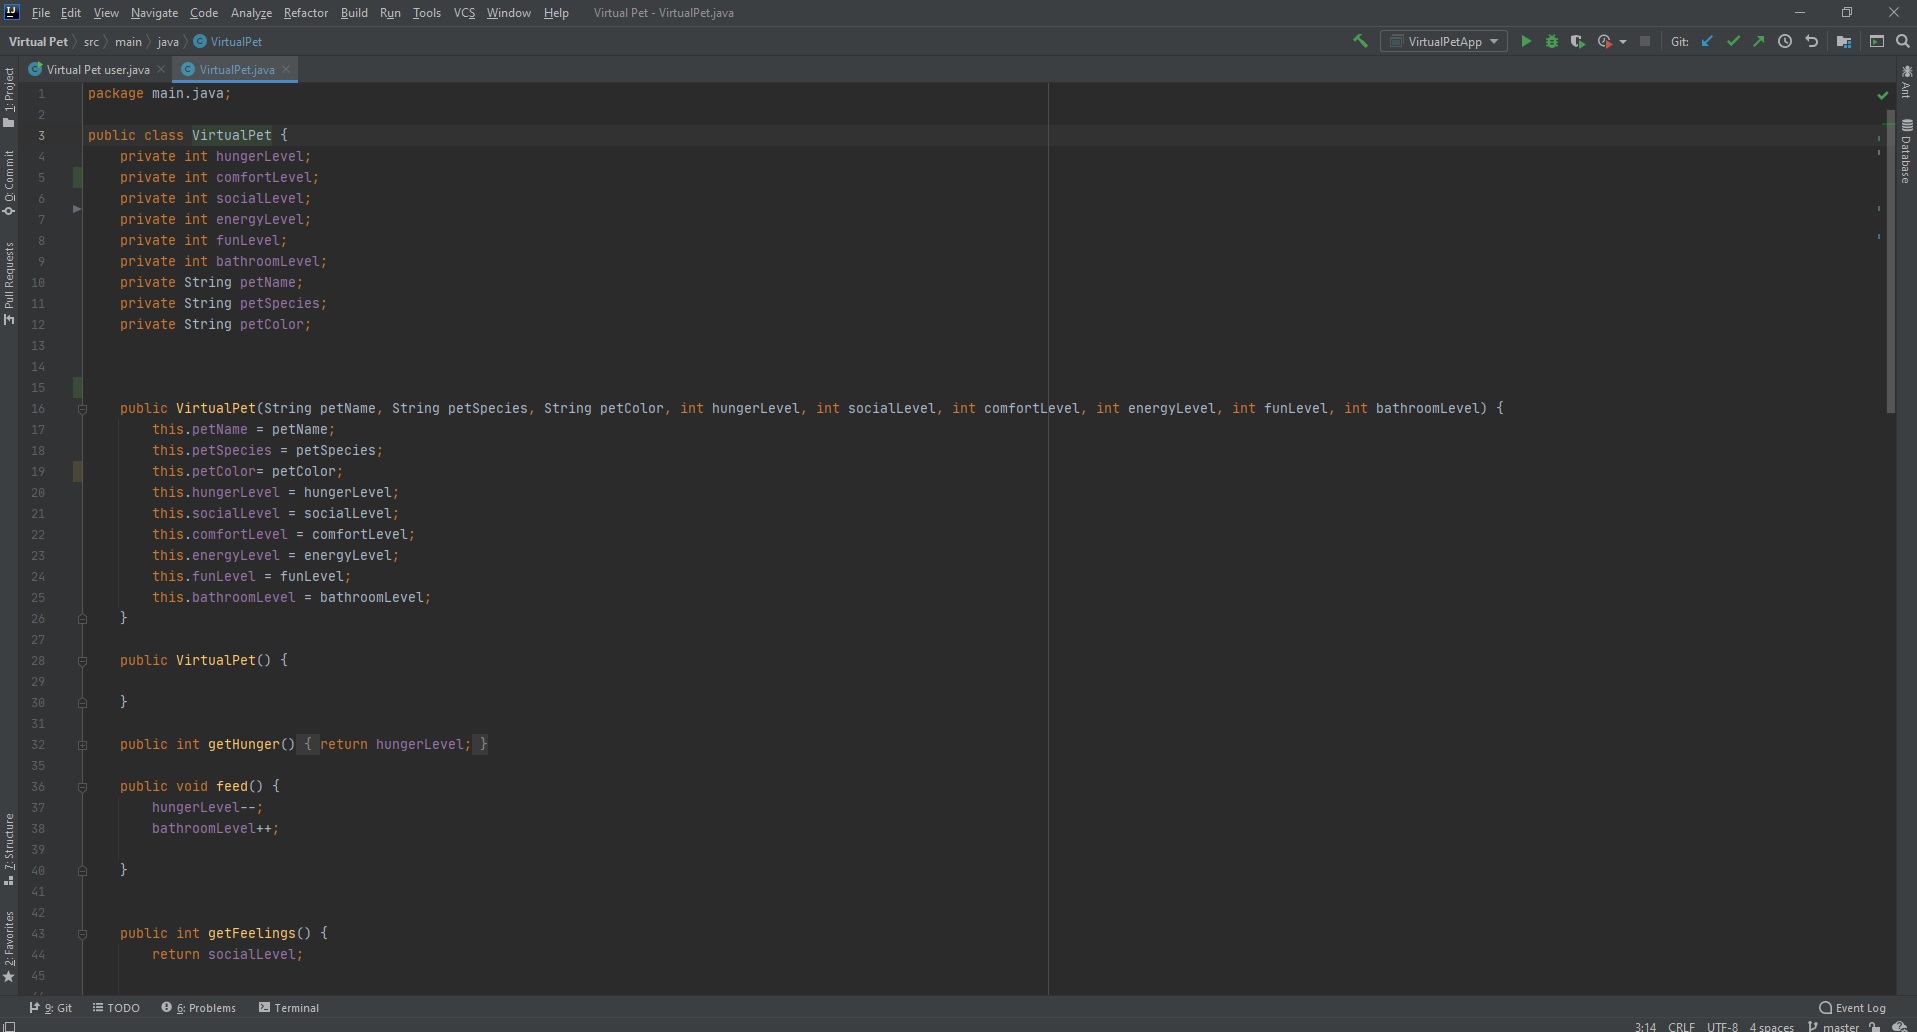 File Edit View Navigate Code Analyze Refactor Build Run Tools VCS Window Help Virtual Pet - VirtualPet.java
Virtual Pet src main java VirtualPet VirtualPetApp Git:
Virtual Pet user.java VirtualPet.java
1: Project
0: Commit
Pull Requests
7: Structure
2: Favorites
1 package main.java;
2
3 public class VirtualPet {
4 private int hungerLevel;
5 private int comfortLevel;
6 private int socialLevel;
7 private int energyLevel;
8 private int funLevel;
9 private int bathroomLevel;
10 private String petName;
11 private String petSpecies;
12 private String petColor;
13
14
15
16 public VirtualPet(String petName, String petSpecies, String petColor, int hungerLevel, int socialLevel, int comfortLevel, int energyLevel, int funLevel, int bathroomLevel) {
17 this.petName = petName;
18 this.petSpecies = petSpecies;
19 this.petColor= petColor;
20 this.hungerLevel = hungerLevel;
21 this.socialLevel = socialLevel;
22 this.comfortLevel = comfortLevel;
23 this.energyLevel = energyLevel;
24 this.funLevel = funLevel;
25 this.bathroomLevel = bathroomLevel;
26 }
27
28 public VirtualPet() {
29
30 }
31
32 public int getHunger() { return hungerLevel; }
35
36 public void feed() {
37 hungerLevel--;
38 bathroomLevel++;
39
40 }
41
42
43 public int getFeelings() {
44 return socialLevel;
45
Ant
Database
9: Git TODO 6: Problems Terminal Event Log
3:14 CRLF UTF-8 4 spaces master